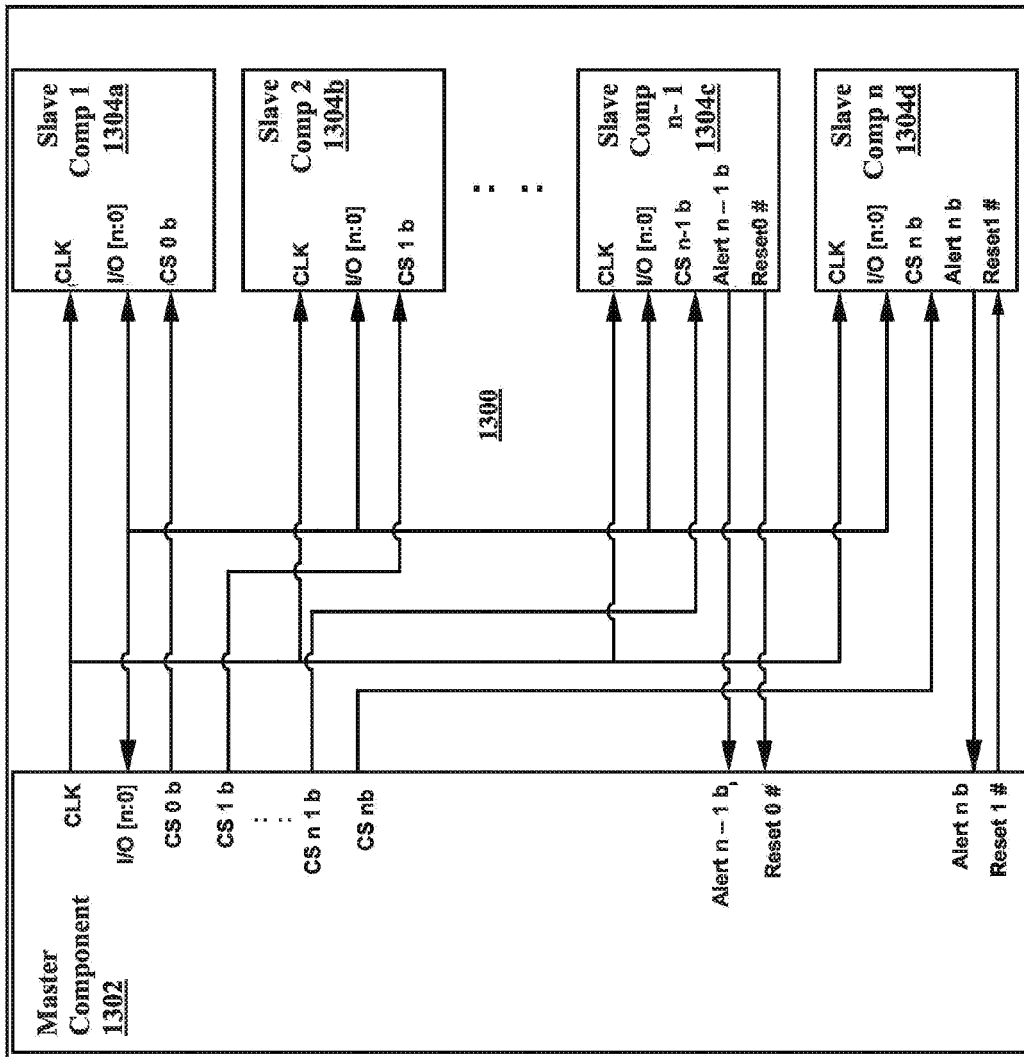 Master
Component
1302
CLK
I/O [n:0]
CS 0 b
CS 1 b
: :
CS n 1 b
CS nb
Alert n – 1 b,
Reset 0 #
Alert n b
Reset 1 #
1300
Slave
Comp 1
1304a
CLK
I/O [n:0]
CS 0 b
Slave
Comp 2
1304b
CLK
I/O [n:0]
CS 1 b
: :
Slave
Comp
n- 1
1304c
CLK
I/O [n:0]
CS n-1 b
Alert n – 1 b
Reset0 #
Slave
Comp n
1304d
CLK
I/O [n:0]
CS n b
Alert n b
Reset1 #